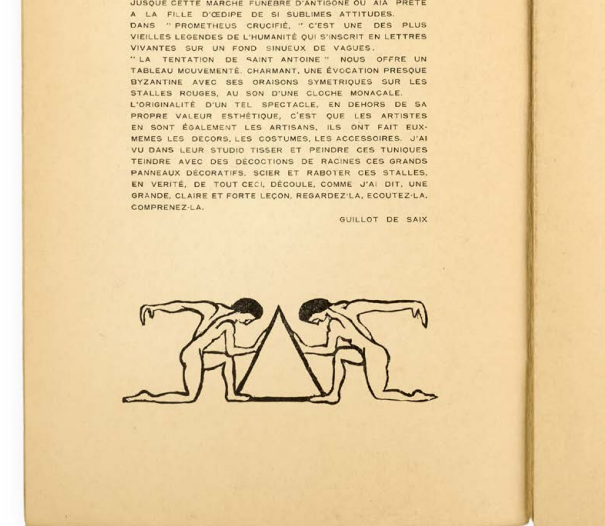 JUSQUE CETTE MARCHE FUNÈBRE D'ANTIGONE OÙ AIA PRÊTE
A LA FILLE D'ŒDIPE DE SI SUBLIMES ATTITUDES.
DANS "PROMETHEUS CRUCIFIÉ, " C'EST UNE DES PLUS
VIEILLES LEGENDES DE L'HUMANITÉ QUI S'INSCRIT EN LETTRES
VIVANTES SUR UN FOND SINUEUX DE VAGUES.
"LA TENTATION DE SAINT ANTOINE" NOUS OFFRE UN
TABLEAU MOUVEMENTÉ. CHARMANT, UNE ÉVOCATION PRESQUE
BYZANTINE AVEC SES ORAISONS SYMETRIQUES SUR LES
STALLES ROUGES, AU SON D'UNE CLOCHE MONACALE.
L'ORIGINALITÉ D'UN TEL SPECTACLE, EN DEHORS DE SA
PROPRE VALEUR ESTHÉTIQUE, C'EST QUE LES ARTISTES
EN SONT ÉGALEMENT LES ARTISANS, ILS ONT FAIT EUX-
MEMES LES DECORS, LES COSTUMES, LES ACCESSOIRES. J'AI
VU DANS LEUR STUDIO TISSER ET PEINDRE CES TUNIQUES
TEINDRE AVEC DES DÉCOCTIONS DE RACINES CES GRANDS
PANNEAUX DÉCORATIFS, SCIER ET RABOTER CES STALLES,
EN VERITÉ, DE TOUT CECI, DÉCOULE, COMME J'AI DIT, UNE
GRANDE, CLAIRE ET FORTE LEÇON, REGARDEZ-LA, ECOUTEZ-LA,
COMPRENEZ-LA.
GUILLOT DE SAIX